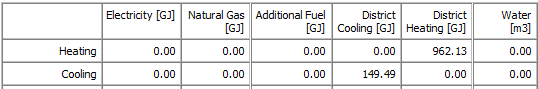 Electricity [GJ] Natural Gas [GJ] Additional Fuel [GJ] District Cooling [GJ] District Heating [GJ] Water [m3]
Heating 0.00 0.00 0.00 0.00 962.13 0.00
Cooling 0.00 0.00 0.00 149.49 0.00 0.00